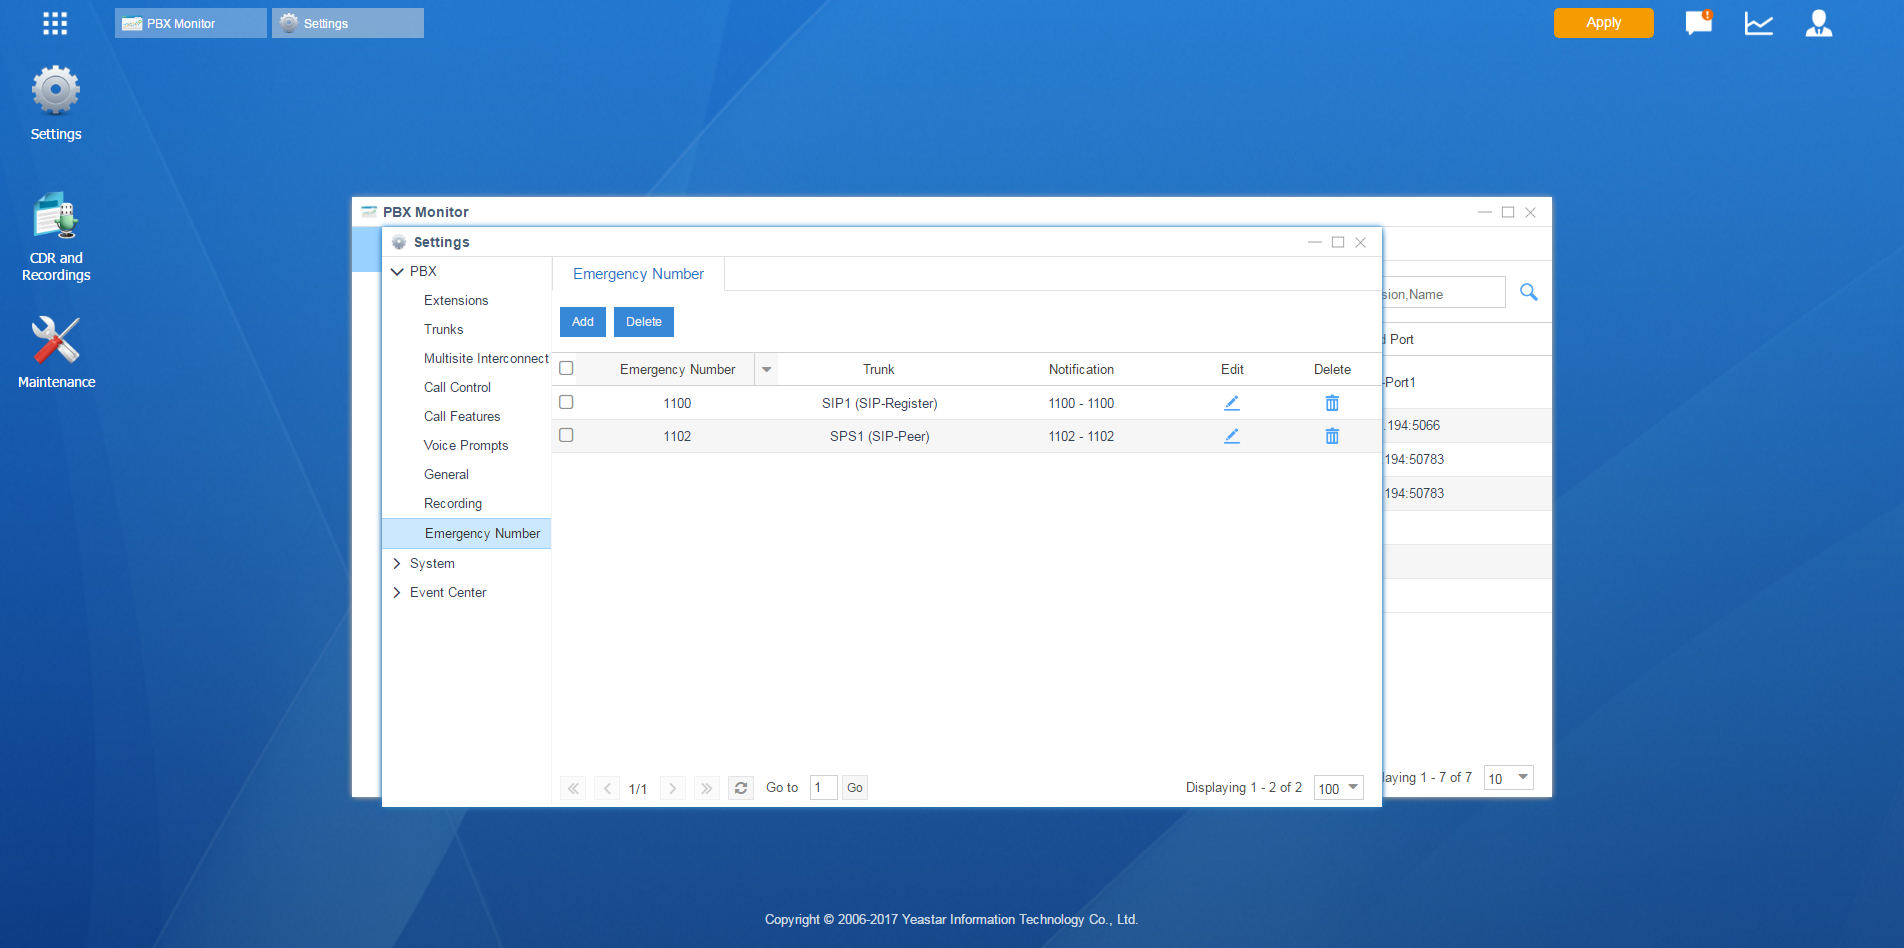 PBX Monitor
Settings
Apply
Settings
CDR and
Recordings
Maintenance
PBX Monitor
Settings
PBX
Extensions
Trunks
Multisite Interconnect
Call Control
Call Features
Voice Prompts
General
Recording
Emergency Number
System
Event Center
Emergency Number
Add Delete
Emergency Number Trunk Notification Edit Delete
1100 SIP1 (SIP-Register) 1100 - 1100
1102 SPS1 (SIP-Peer) 1102 - 1102
1/1 Go to 1 Go Displaying 1 - 2 of 2 100
sion,Name
d Port
-Port1
.194:5066
194:50783
194:50783
laying 1 - 7 of 7 10
Copyright © 2006-2017 Yeastar Information Technology Co., Ltd.